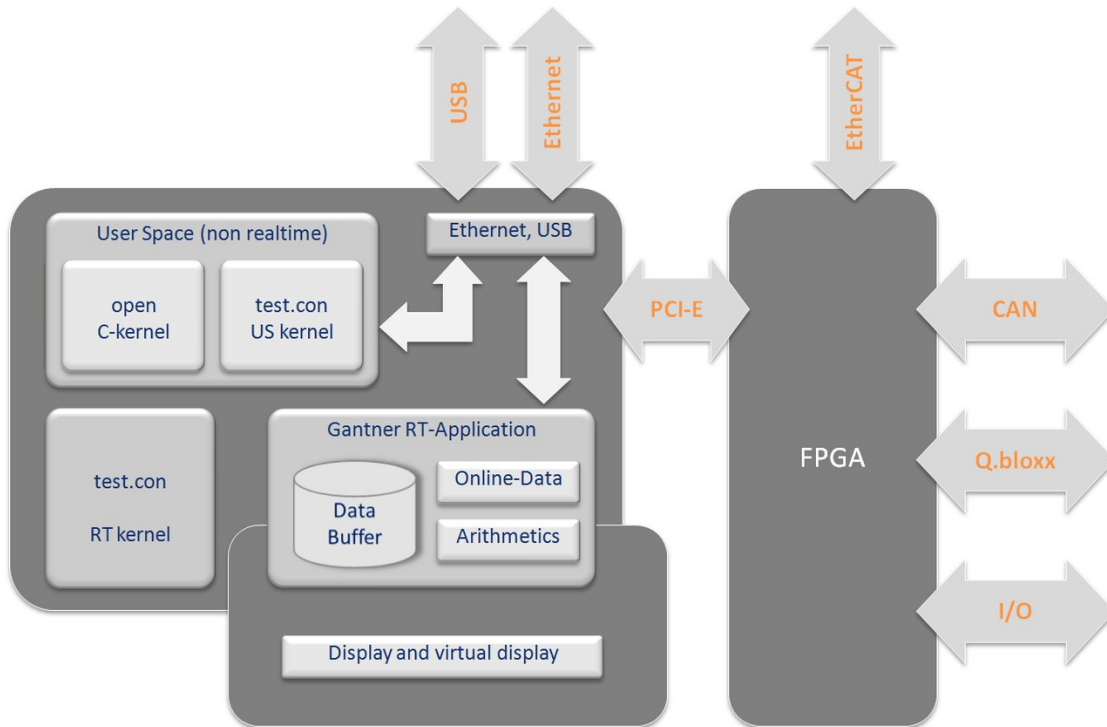 USB
Ethernet
EtherCAT
User Space (non realtime)
Ethernet, USB
open
C-kernel
test.con
US kernel
PCI-E
CAN
Gantner RT-Application
FPGA
Q.bloxx
test.con
RT kernel
Data
Buffer
Online-Data
Arithmetics
I/O
Display and virtual display